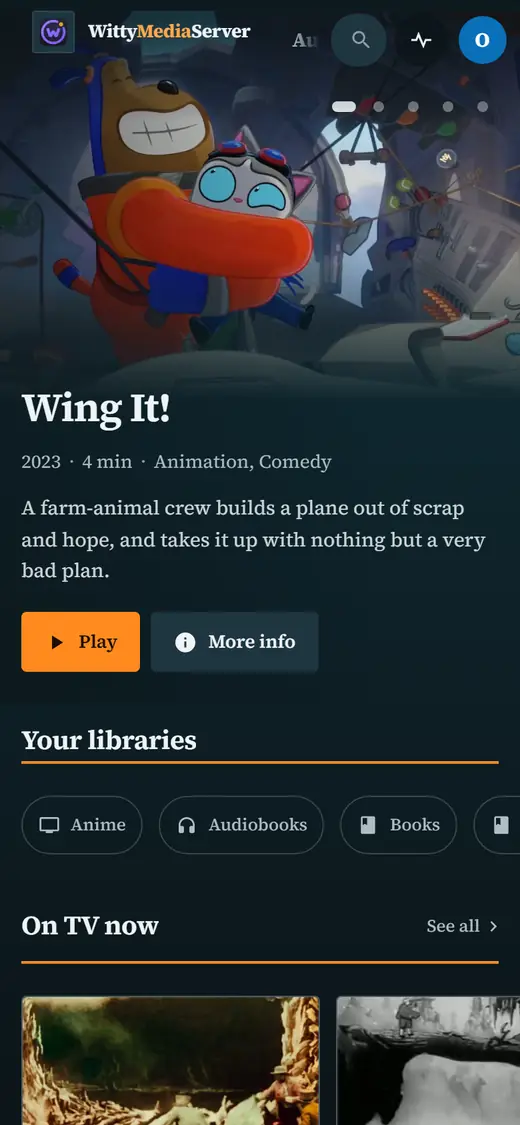 WittyMediaServer
Au
O
Wing It!
2023 · 4 min · Animation, Comedy
A farm-animal crew builds a plane out of scrap
and hope, and takes it up with nothing but a very
bad plan.
Play
More info
Your libraries
Anime
Audiobooks
Books
On TV now
See all